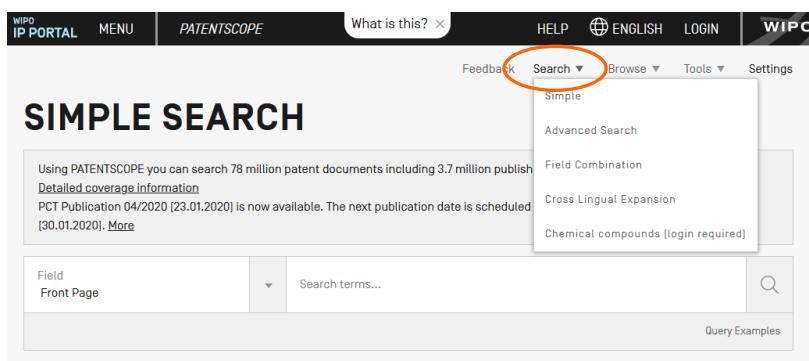 WIPO
IP PORTAL MENU PATENTSCOPE What is this? × HELP ENGLISH LOGIN WIPO
Feedback Search ▼ Browse ▼ Tools ▼ Settings
Simple
Advanced Search
Field Combination
Cross Lingual Expansion
Chemical compounds (login required)
SIMPLE SEARCH
Using PATENTSCOPE you can search 78 million patent documents including 3.7 million publish
Detailed coverage information
PCT Publication 04/2020 [23.01.2020] is now available. The next publication date is scheduled
[30.01.2020]. More
Field
Front Page
Search terms...
Query Examples